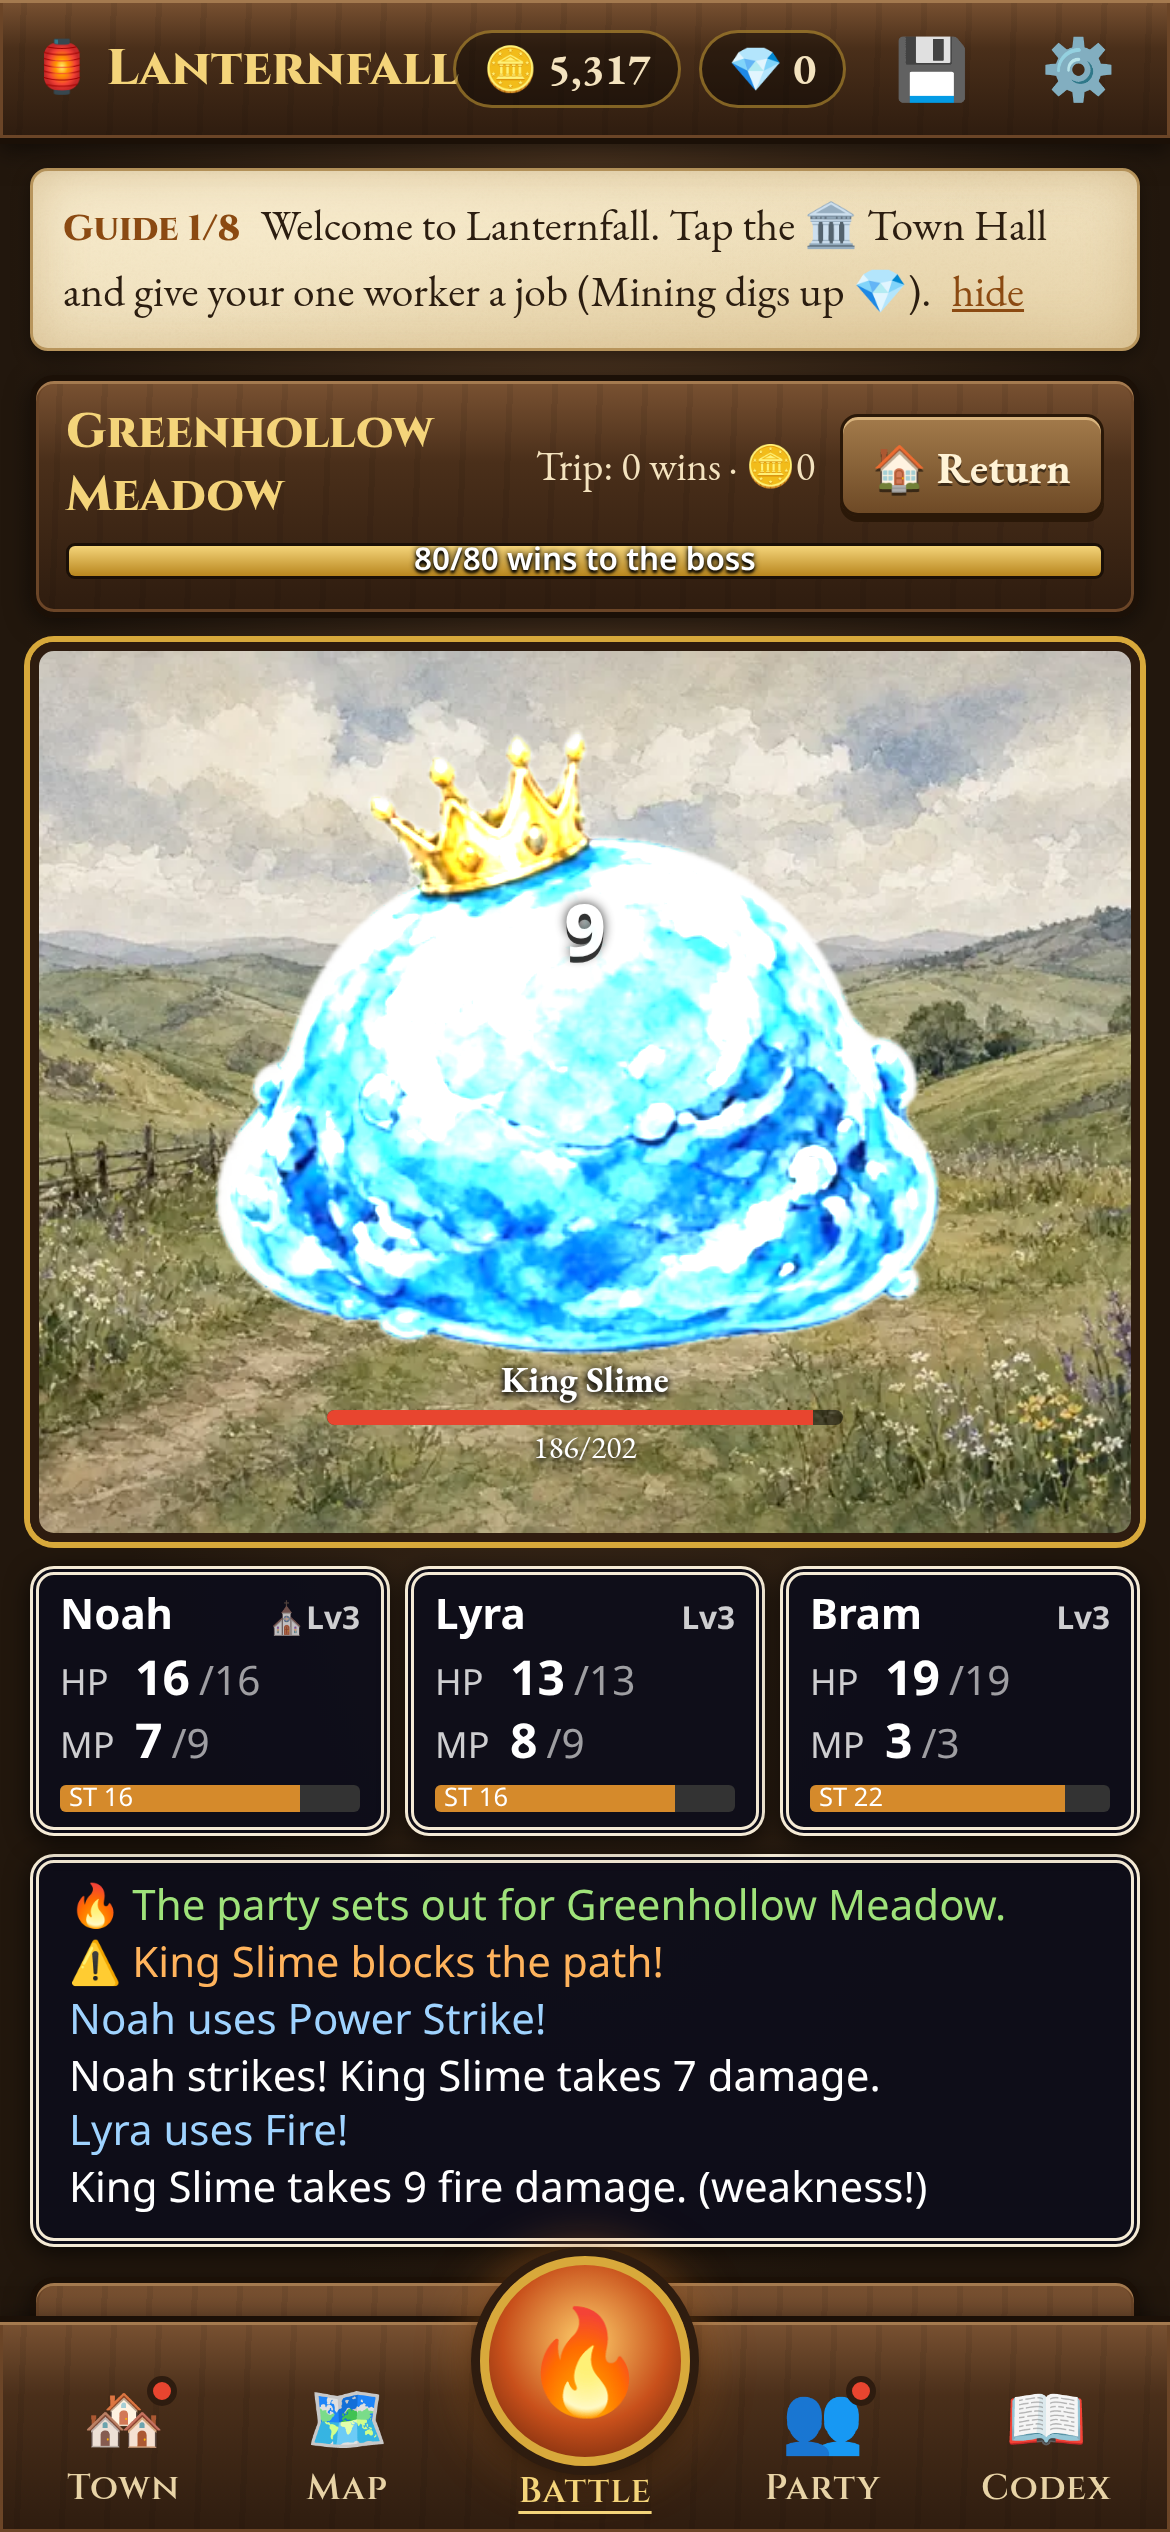 Lanternfall 5,317 0
Guide 1/8 Welcome to Lanternfall. Tap the Town Hall
and give your one worker a job (Mining digs up ). hide
Greenhollow
Meadow
Trip: 0 wins · 0
Return
80/80 wins to the boss
9
King Slime
186/202
Noah Lv3
HP 16 /16
MP 7 /9
ST 16
Lyra Lv3
HP 13 /13
MP 8 /9
ST 16
Bram Lv3
HP 19 /19
MP 3 /3
ST 22
The party sets out for Greenhollow Meadow.
King Slime blocks the path!
Noah uses Power Strike!
Noah strikes! King Slime takes 7 damage.
Lyra uses Fire!
King Slime takes 9 fire damage. (weakness!)
Town
Map
Battle
Party
Codex